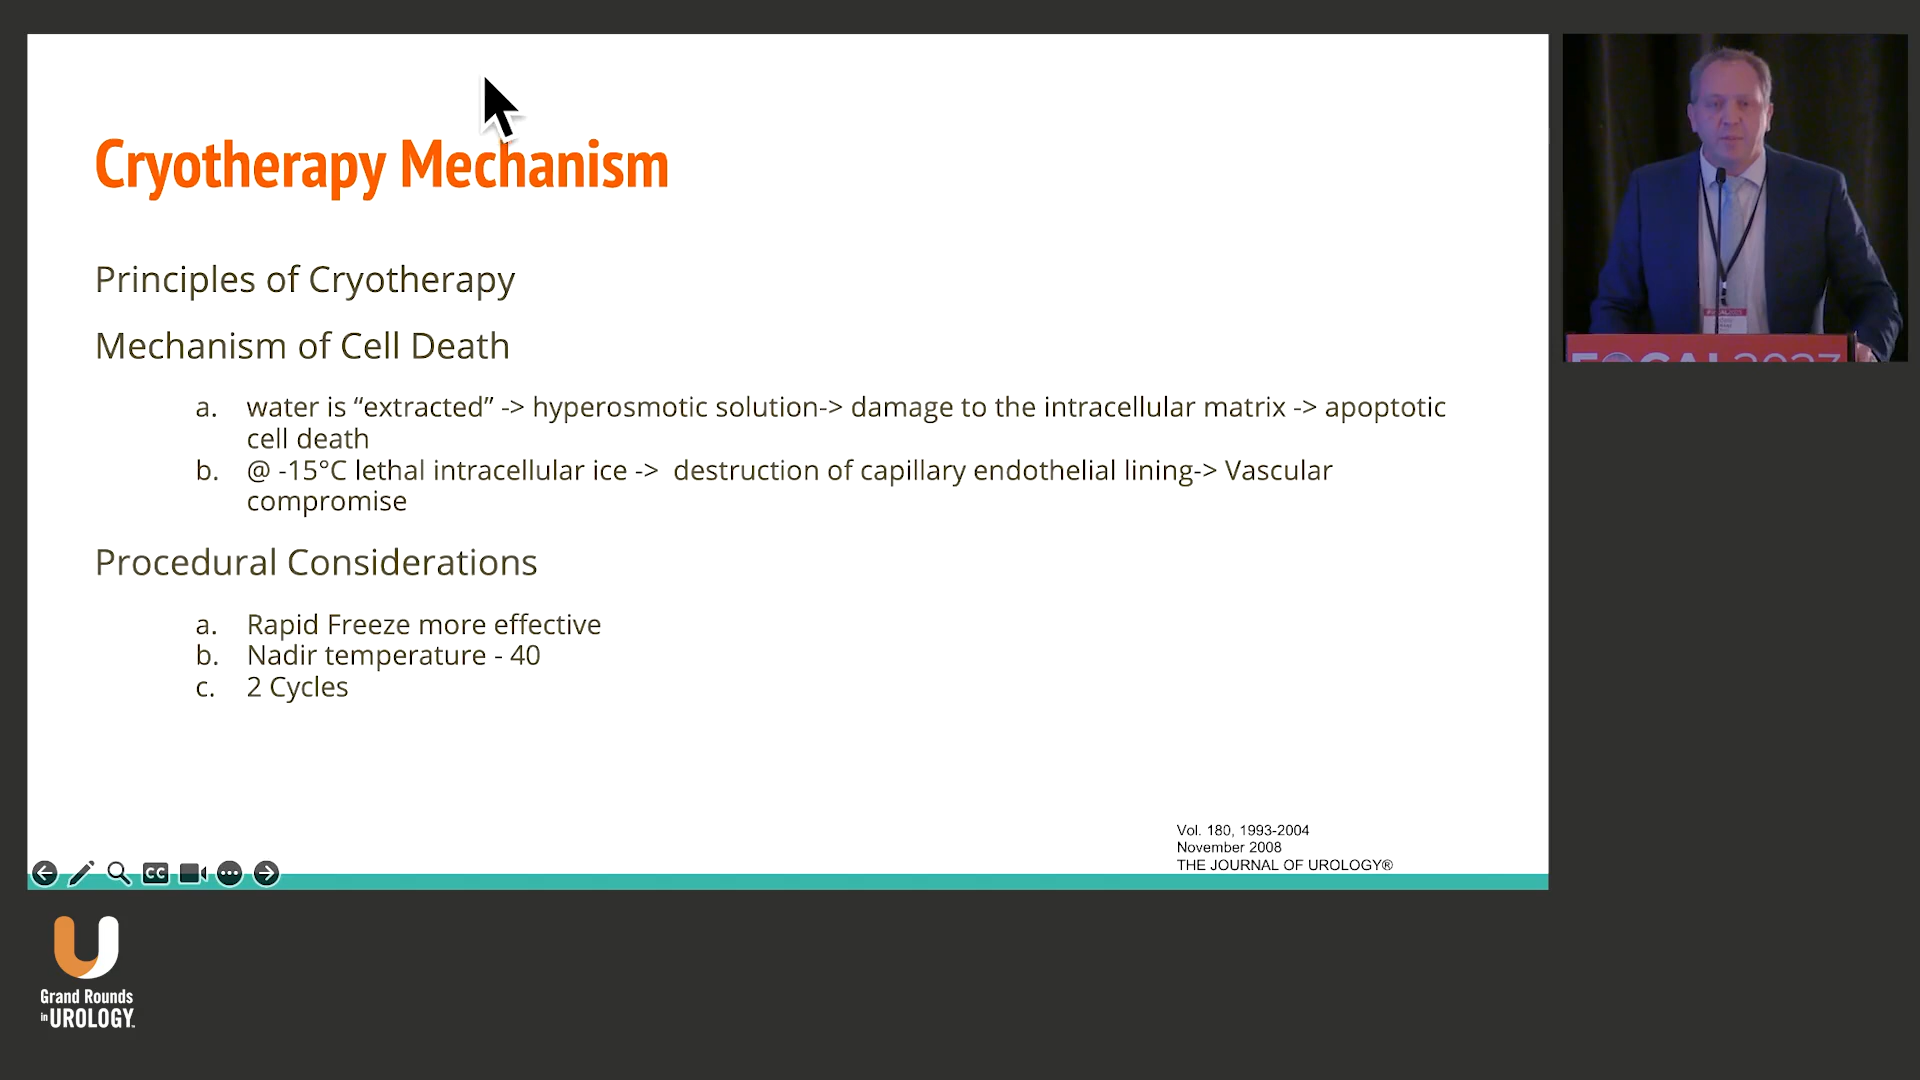 Cryotherapy Mechanism
Principles of Cryotherapy
Mechanism of Cell Death
a. water is “extracted” -> hyperosmotic solution-> damage to the intracellular matrix -> apoptotic
cell death
b. @ -15°C lethal intracellular ice -> destruction of capillary endothelial lining-> Vascular
compromise
Procedural Considerations
a. Rapid Freeze more effective
b. Nadir temperature - 40
c. 2 Cycles
Vol. 180, 1993-2004
November 2008
THE JOURNAL OF UROLOGY®
CC
U
Grand Rounds
in UROLOGY